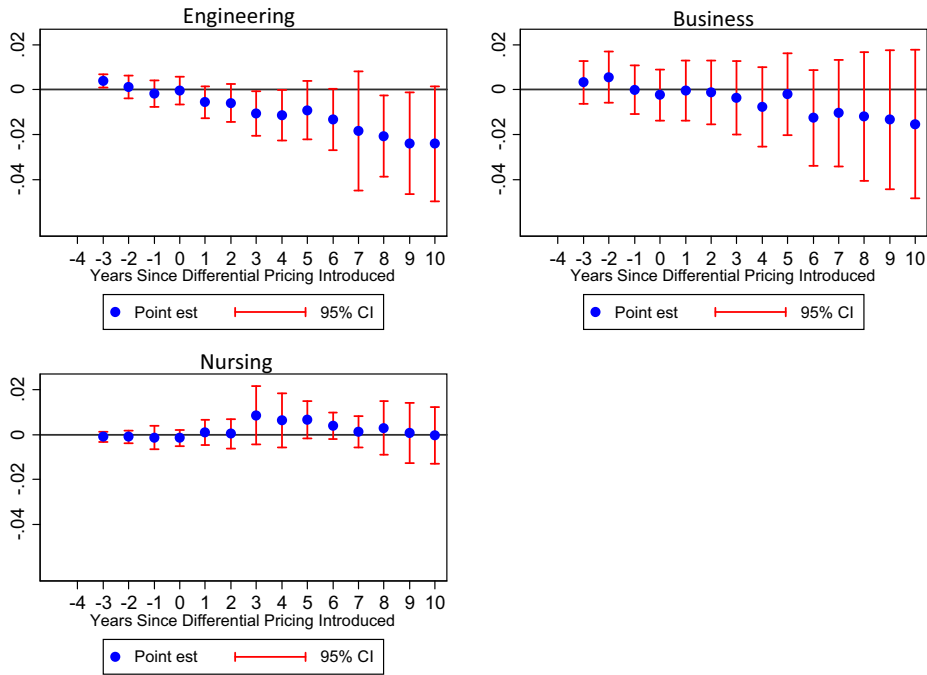 Engineering
.02
0
-.02
-.04
-4 -3 -2 -1 0 1 2 3 4 5 6 7 8 9 10
Years Since Differential Pricing Introduced
Point est 95% CI
Business
.02
0
-.02
-.04
-4 -3 -2 -1 0 1 2 3 4 5 6 7 8 9 10
Years Since Differential Pricing Introduced
Point est 95% CI
Nursing
.02
0
-.02
-.04
-4 -3 -2 -1 0 1 2 3 4 5 6 7 8 9 10
Years Since Differential Pricing Introduced
Point est 95% CI